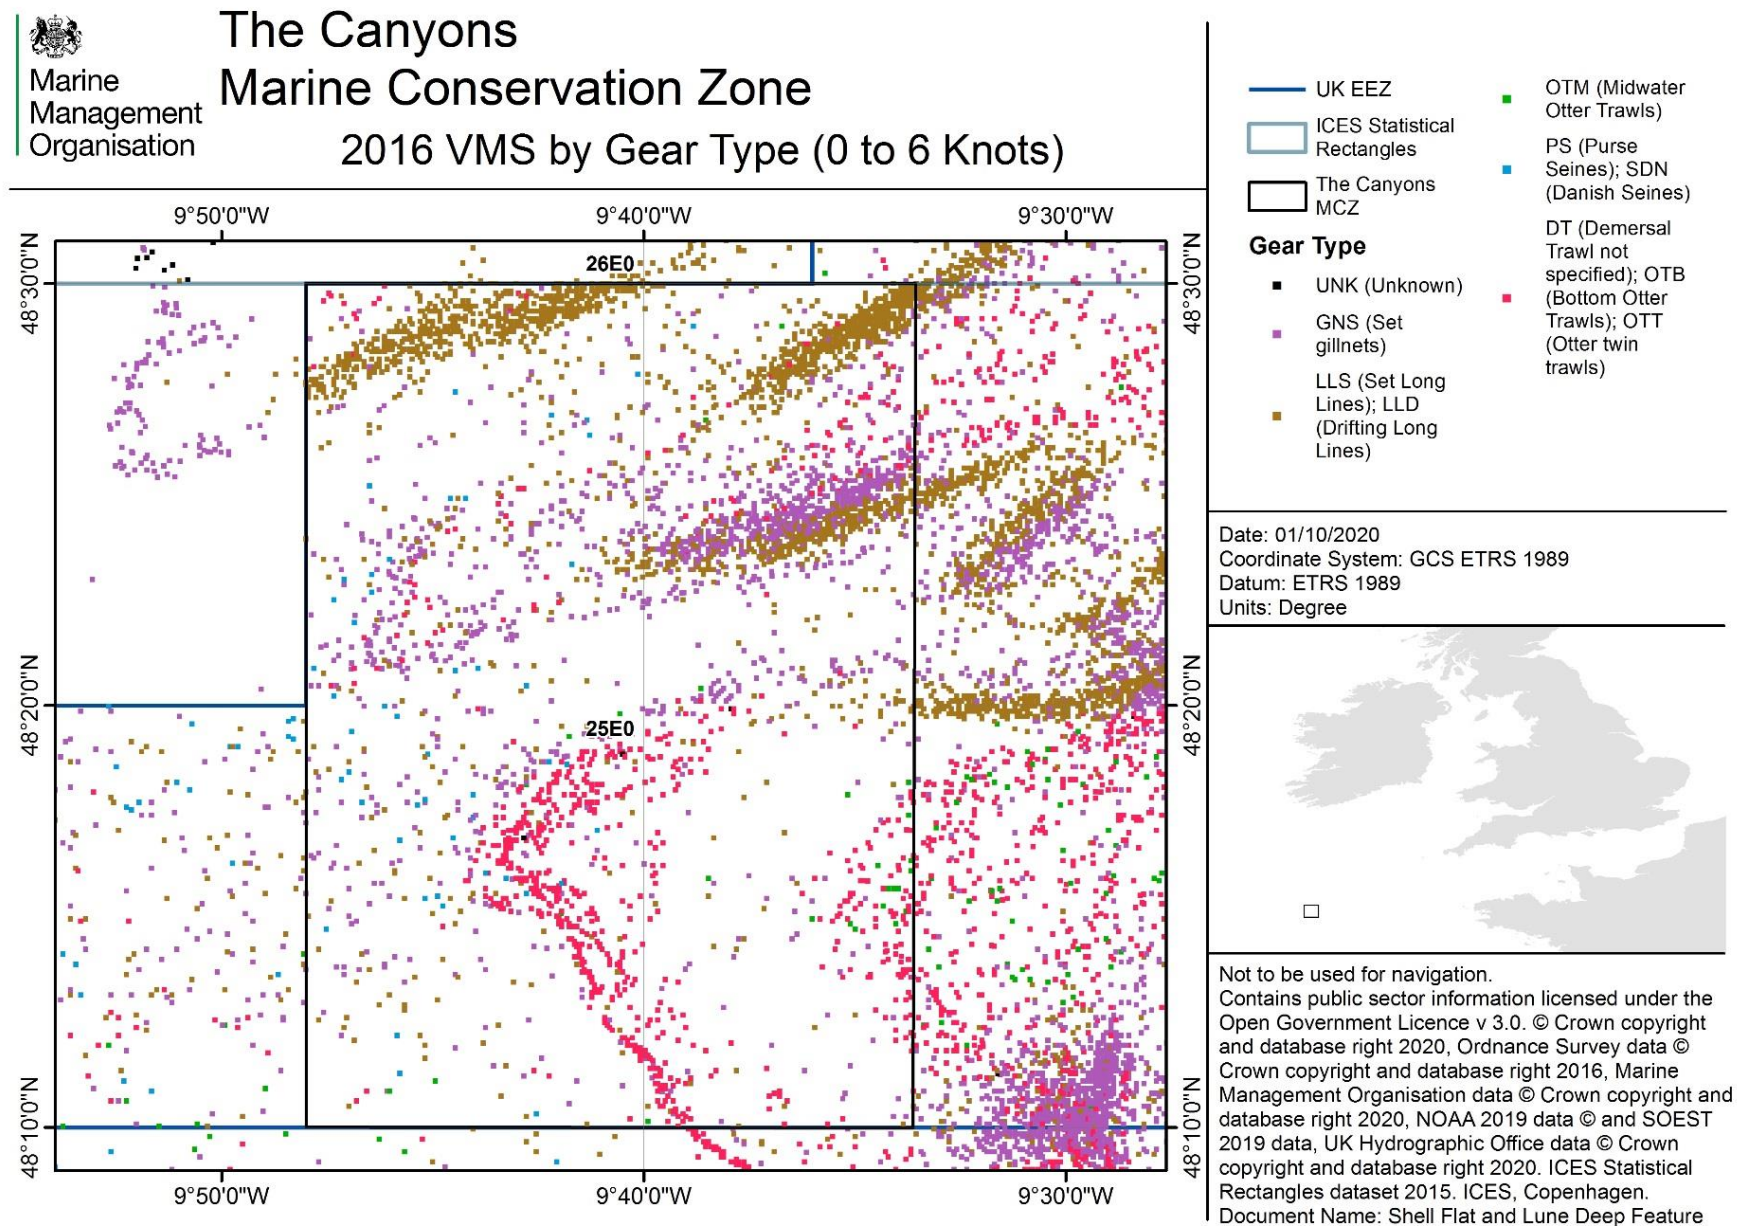 The Canyons
Marine Conservation Zone
2016 VMS by Gear Type (0 to 6 Knots)
Marine
Management
Organisation
9°50'0"W
9°40'0"W
9°30'0"W
48°30'0"N
48°30'0"N
26E0
48°20'0"N
48°20'0"N
25E0
48°10'0"N
48°10'0"N
9°50'0"W
9°40'0"W
9°30'0"W
UK EEZ
ICES Statistical
Rectangles
The Canyons
MCZ
Gear Type
UNK (Unknown)
GNS (Set
gillnets)
LLS (Set Long
Lines); LLD
(Drifting Long
Lines)
OTM (Midwater
Otter Trawls)
PS (Purse
Seines); SDN
(Danish Seines)
DT (Demersal
Trawl not
specified); OTB
(Bottom Otter
Trawls); OTT
(Otter twin
trawls)
Date: 01/10/2020
Coordinate System: GCS ETRS 1989
Datum: ETRS 1989
Units: Degree
Not to be used for navigation.
Contains public sector information licensed under the
Open Government Licence v 3.0. © Crown copyright
and database right 2020, Ordnance Survey data ©
Crown copyright and database right 2016, Marine
Management Organisation data © Crown copyright and
database right 2020, NOAA 2019 data © and SOEST
2019 data, UK Hydrographic Office data © Crown
copyright and database right 2020. ICES Statistical
Rectangles dataset 2015. ICES, Copenhagen.
Document Name: Shell Flat and Lune Deep Feature